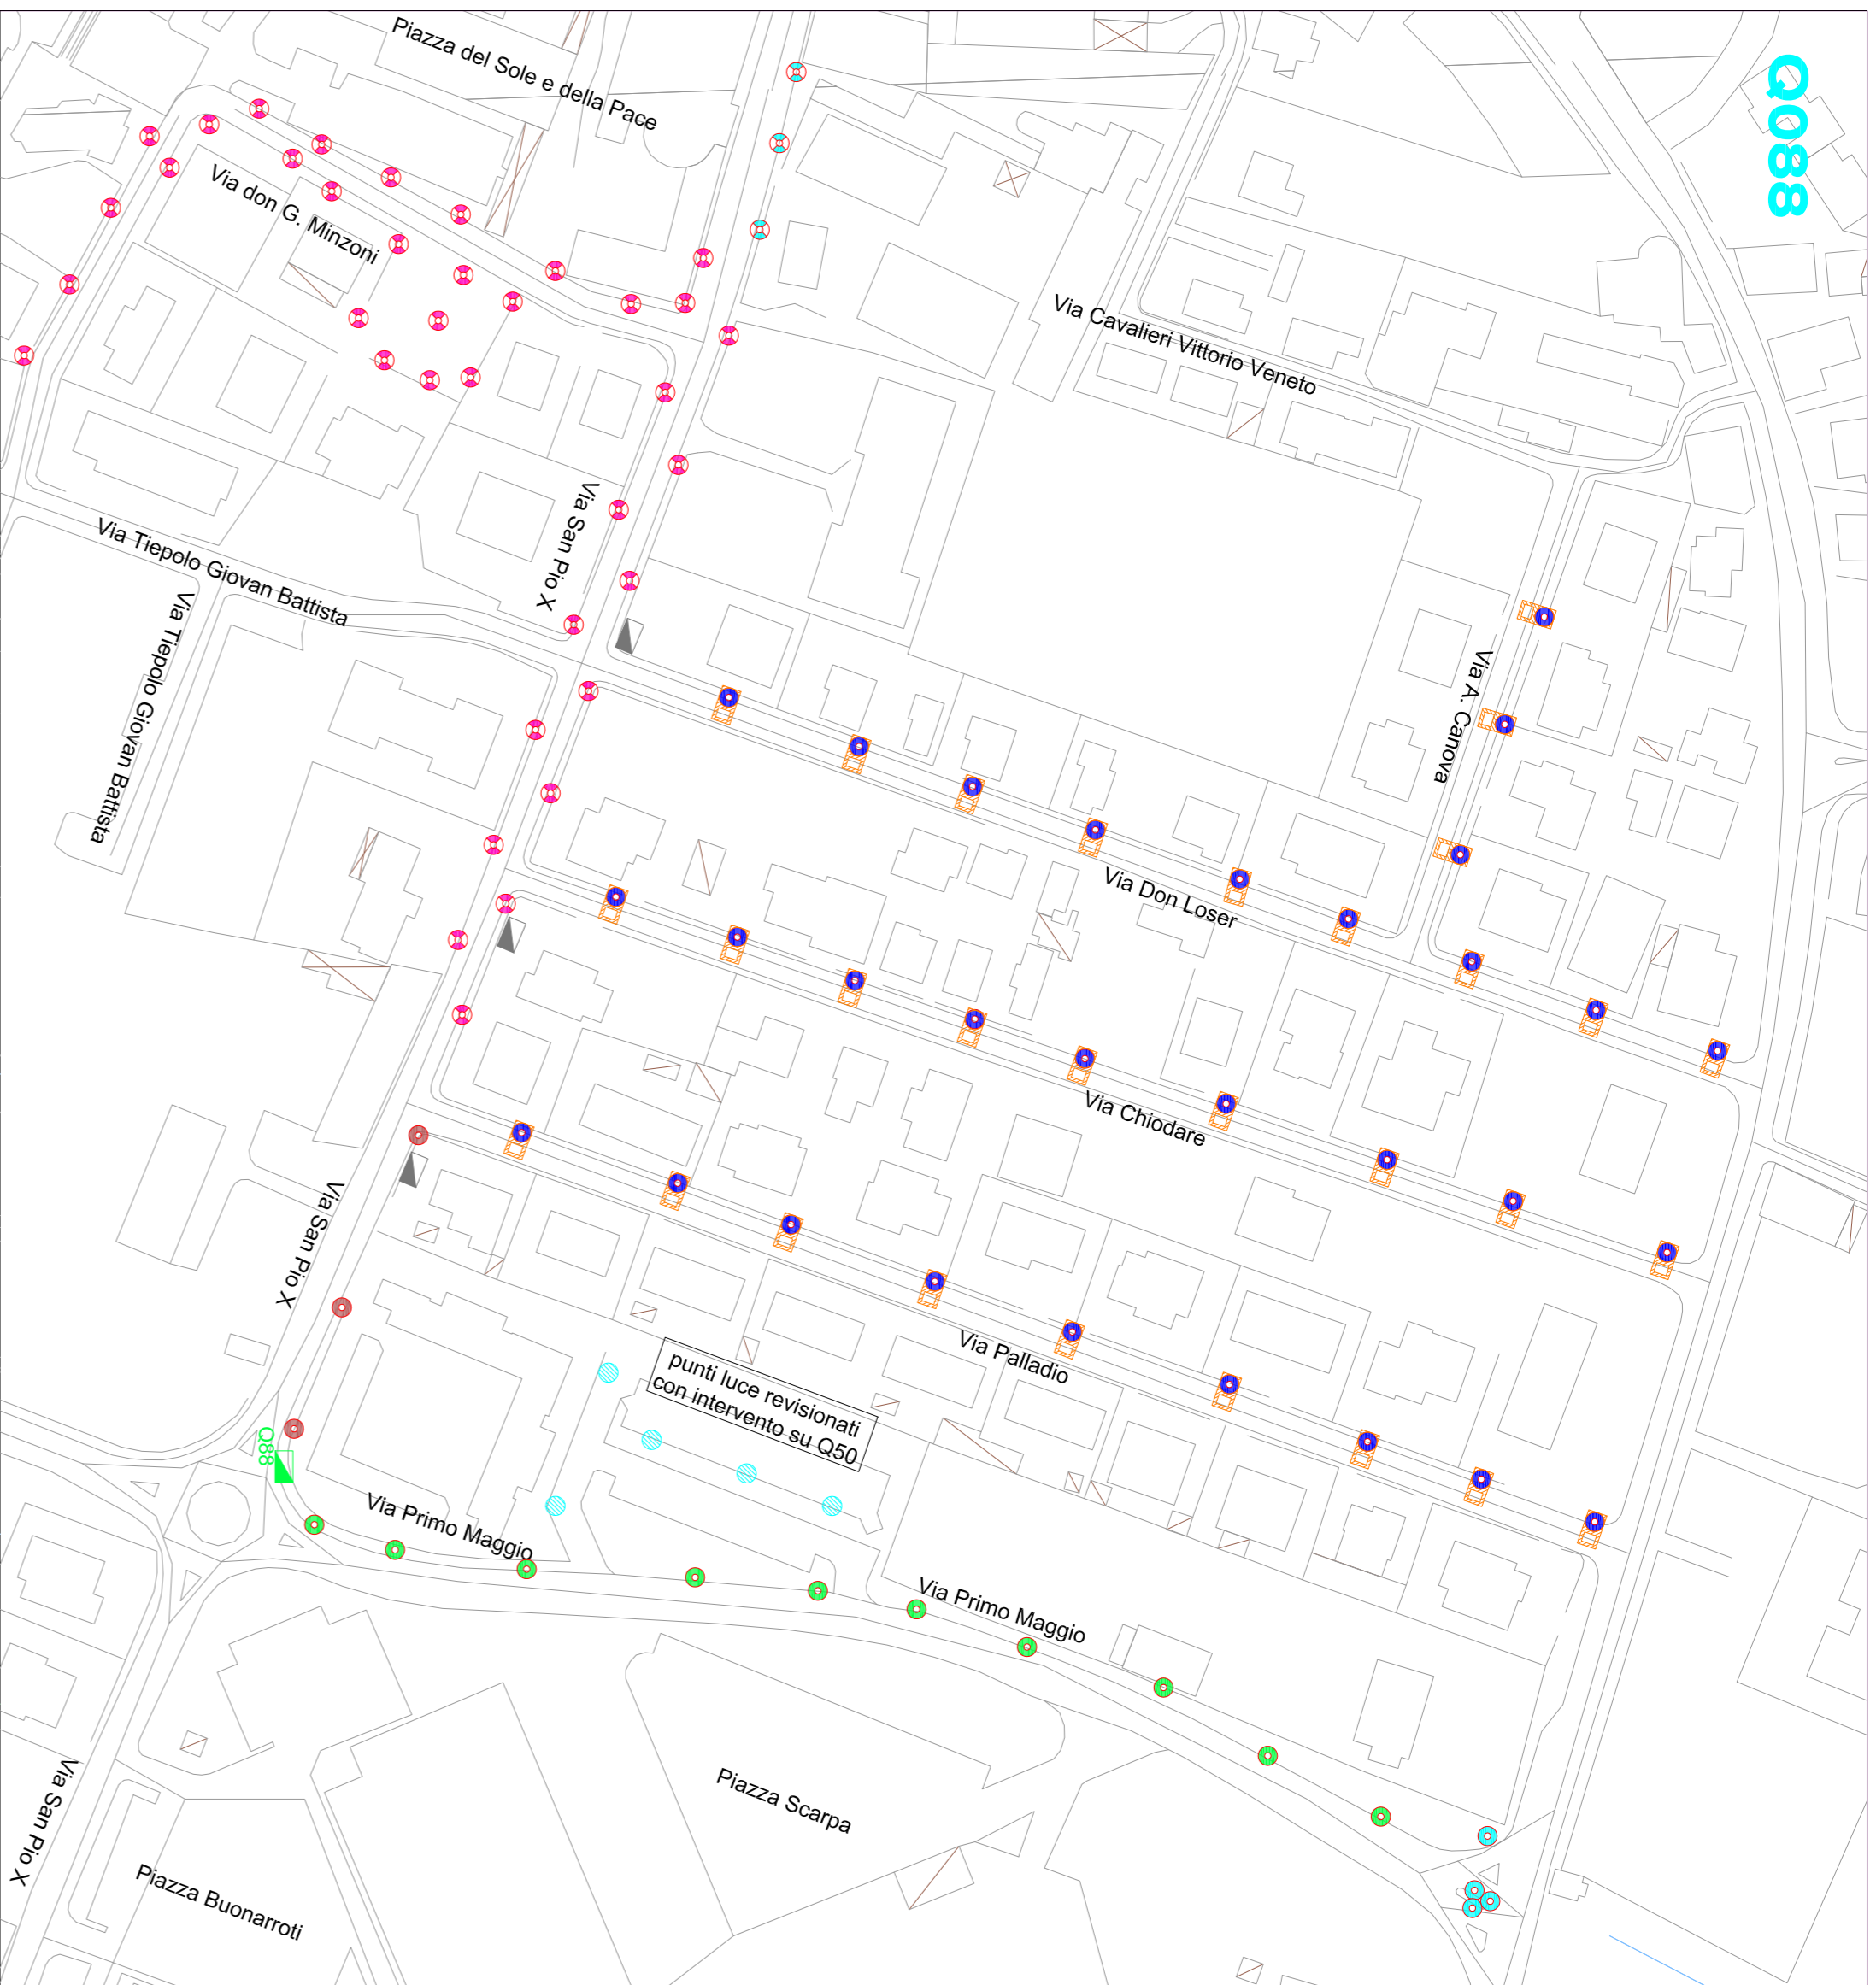 Q088
Piazza del Sole e della Pace
Via don G. Minzoni
Via Cavalieri Vittorio Veneto
Via San Pio X
Via Tiepolo Giovan Battista
Via Tiepolo Giovan Battista
Via A. Canova
Via Don Loser
Via Chiodare
Via San Pio X
Via Palladio
punti luce revisionati
con intervento su Q50
Q88
Via Primo Maggio
Via Primo Maggio
Piazza Scarpa
Via San Pio X
Piazza Buonarroti